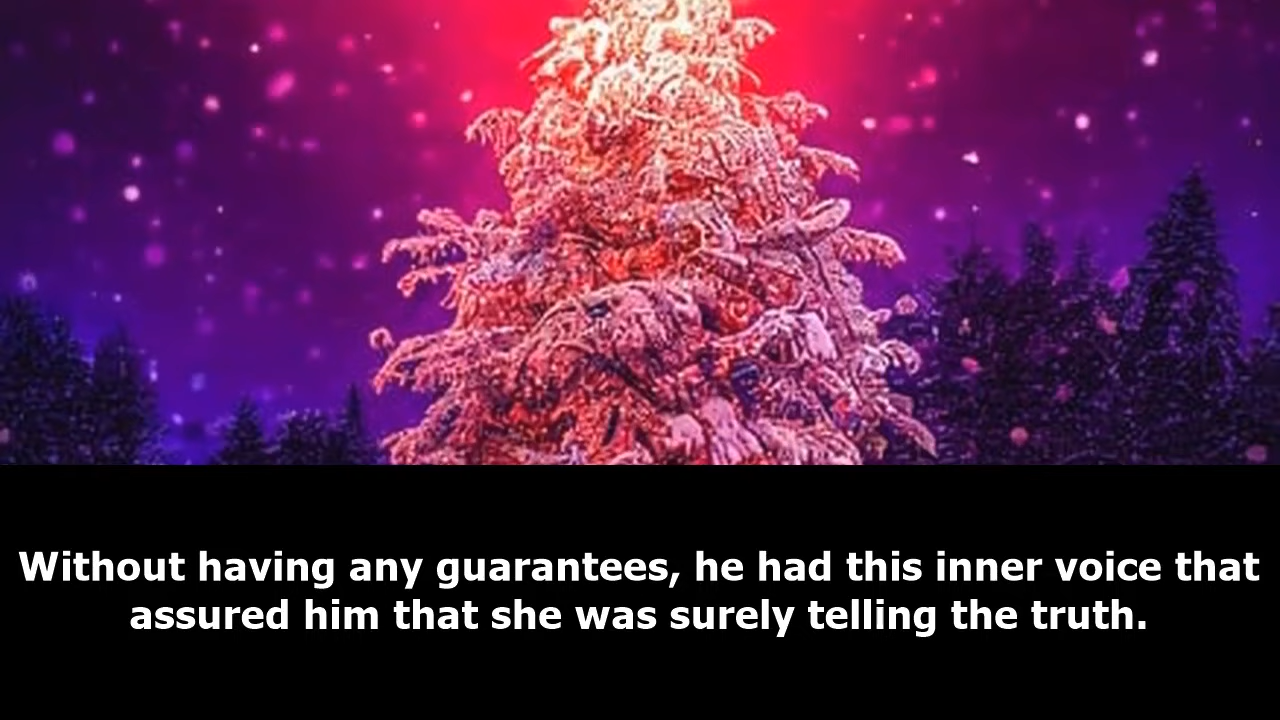 Without having any guarantees, he had this inner voice that
assured him that she was surely telling the truth.